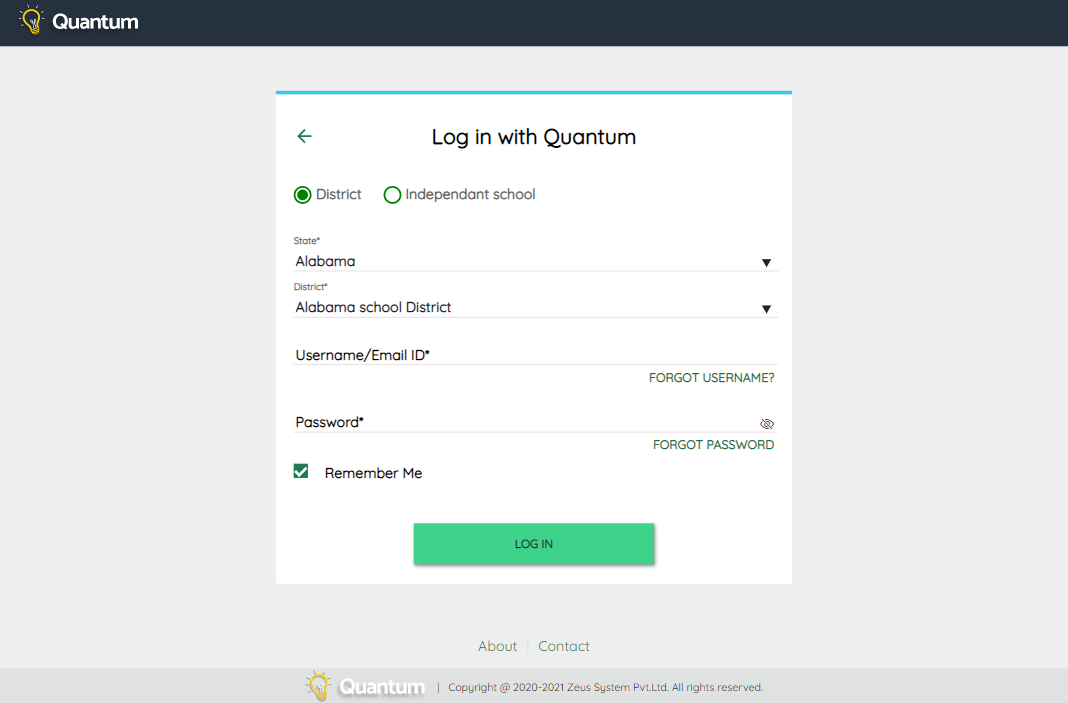 Quantum
Log in with Quantum
District Independant school
State*
Alabama
District*
Alabama school District
Username/Email ID*
FORGOT USERNAME?
Password*
FORGOT PASSWORD
Remember Me
LOG IN
About | Contact
Quantum | Copyright @ 2020-2021 Zeus System Pvt.Ltd. All rights reserved.